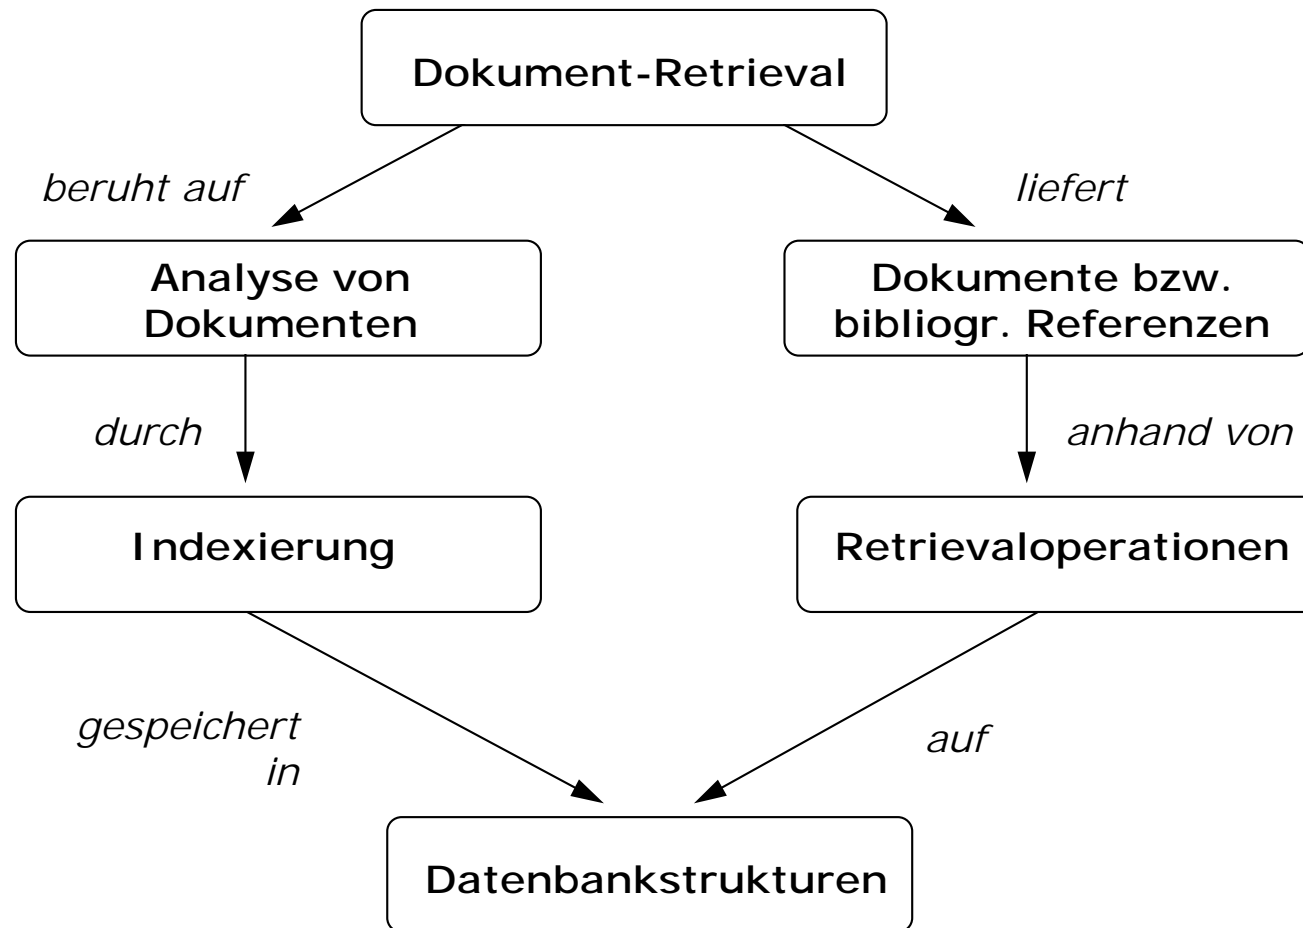 Dokument-Retrieval
beruht auf
liefert
Analyse von
Dokumenten
Dokumente bzw.
bibliogr. Referenzen
durch
anhand von
Indexierung
Retrievaloperationen
gespeichert
in
auf
Datenbankstrukturen